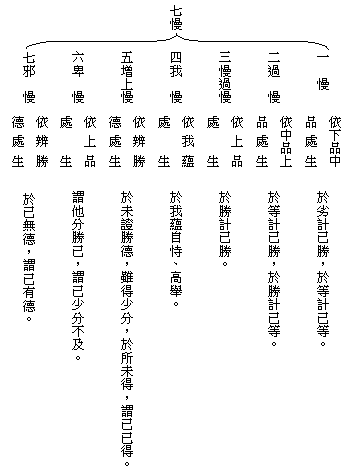 七慢
一慢
依下品中品處生
於劣計己勝，於等計己等。
二過慢
依中品上品處生
於等計己勝，於勝計己等。
三慢過慢
依上品處生
於勝計己勝。
四我慢
依我蘊處生
於我蘊自恃、高舉。
五增上慢
依辨勝德處生
於未證勝德，雖得少分，於所未得，謂己已得。
六卑慢
依上品處生
謂他分勝己，謂己少分不及。
七邪慢
依辨勝德處生
於己無德，謂己有德。